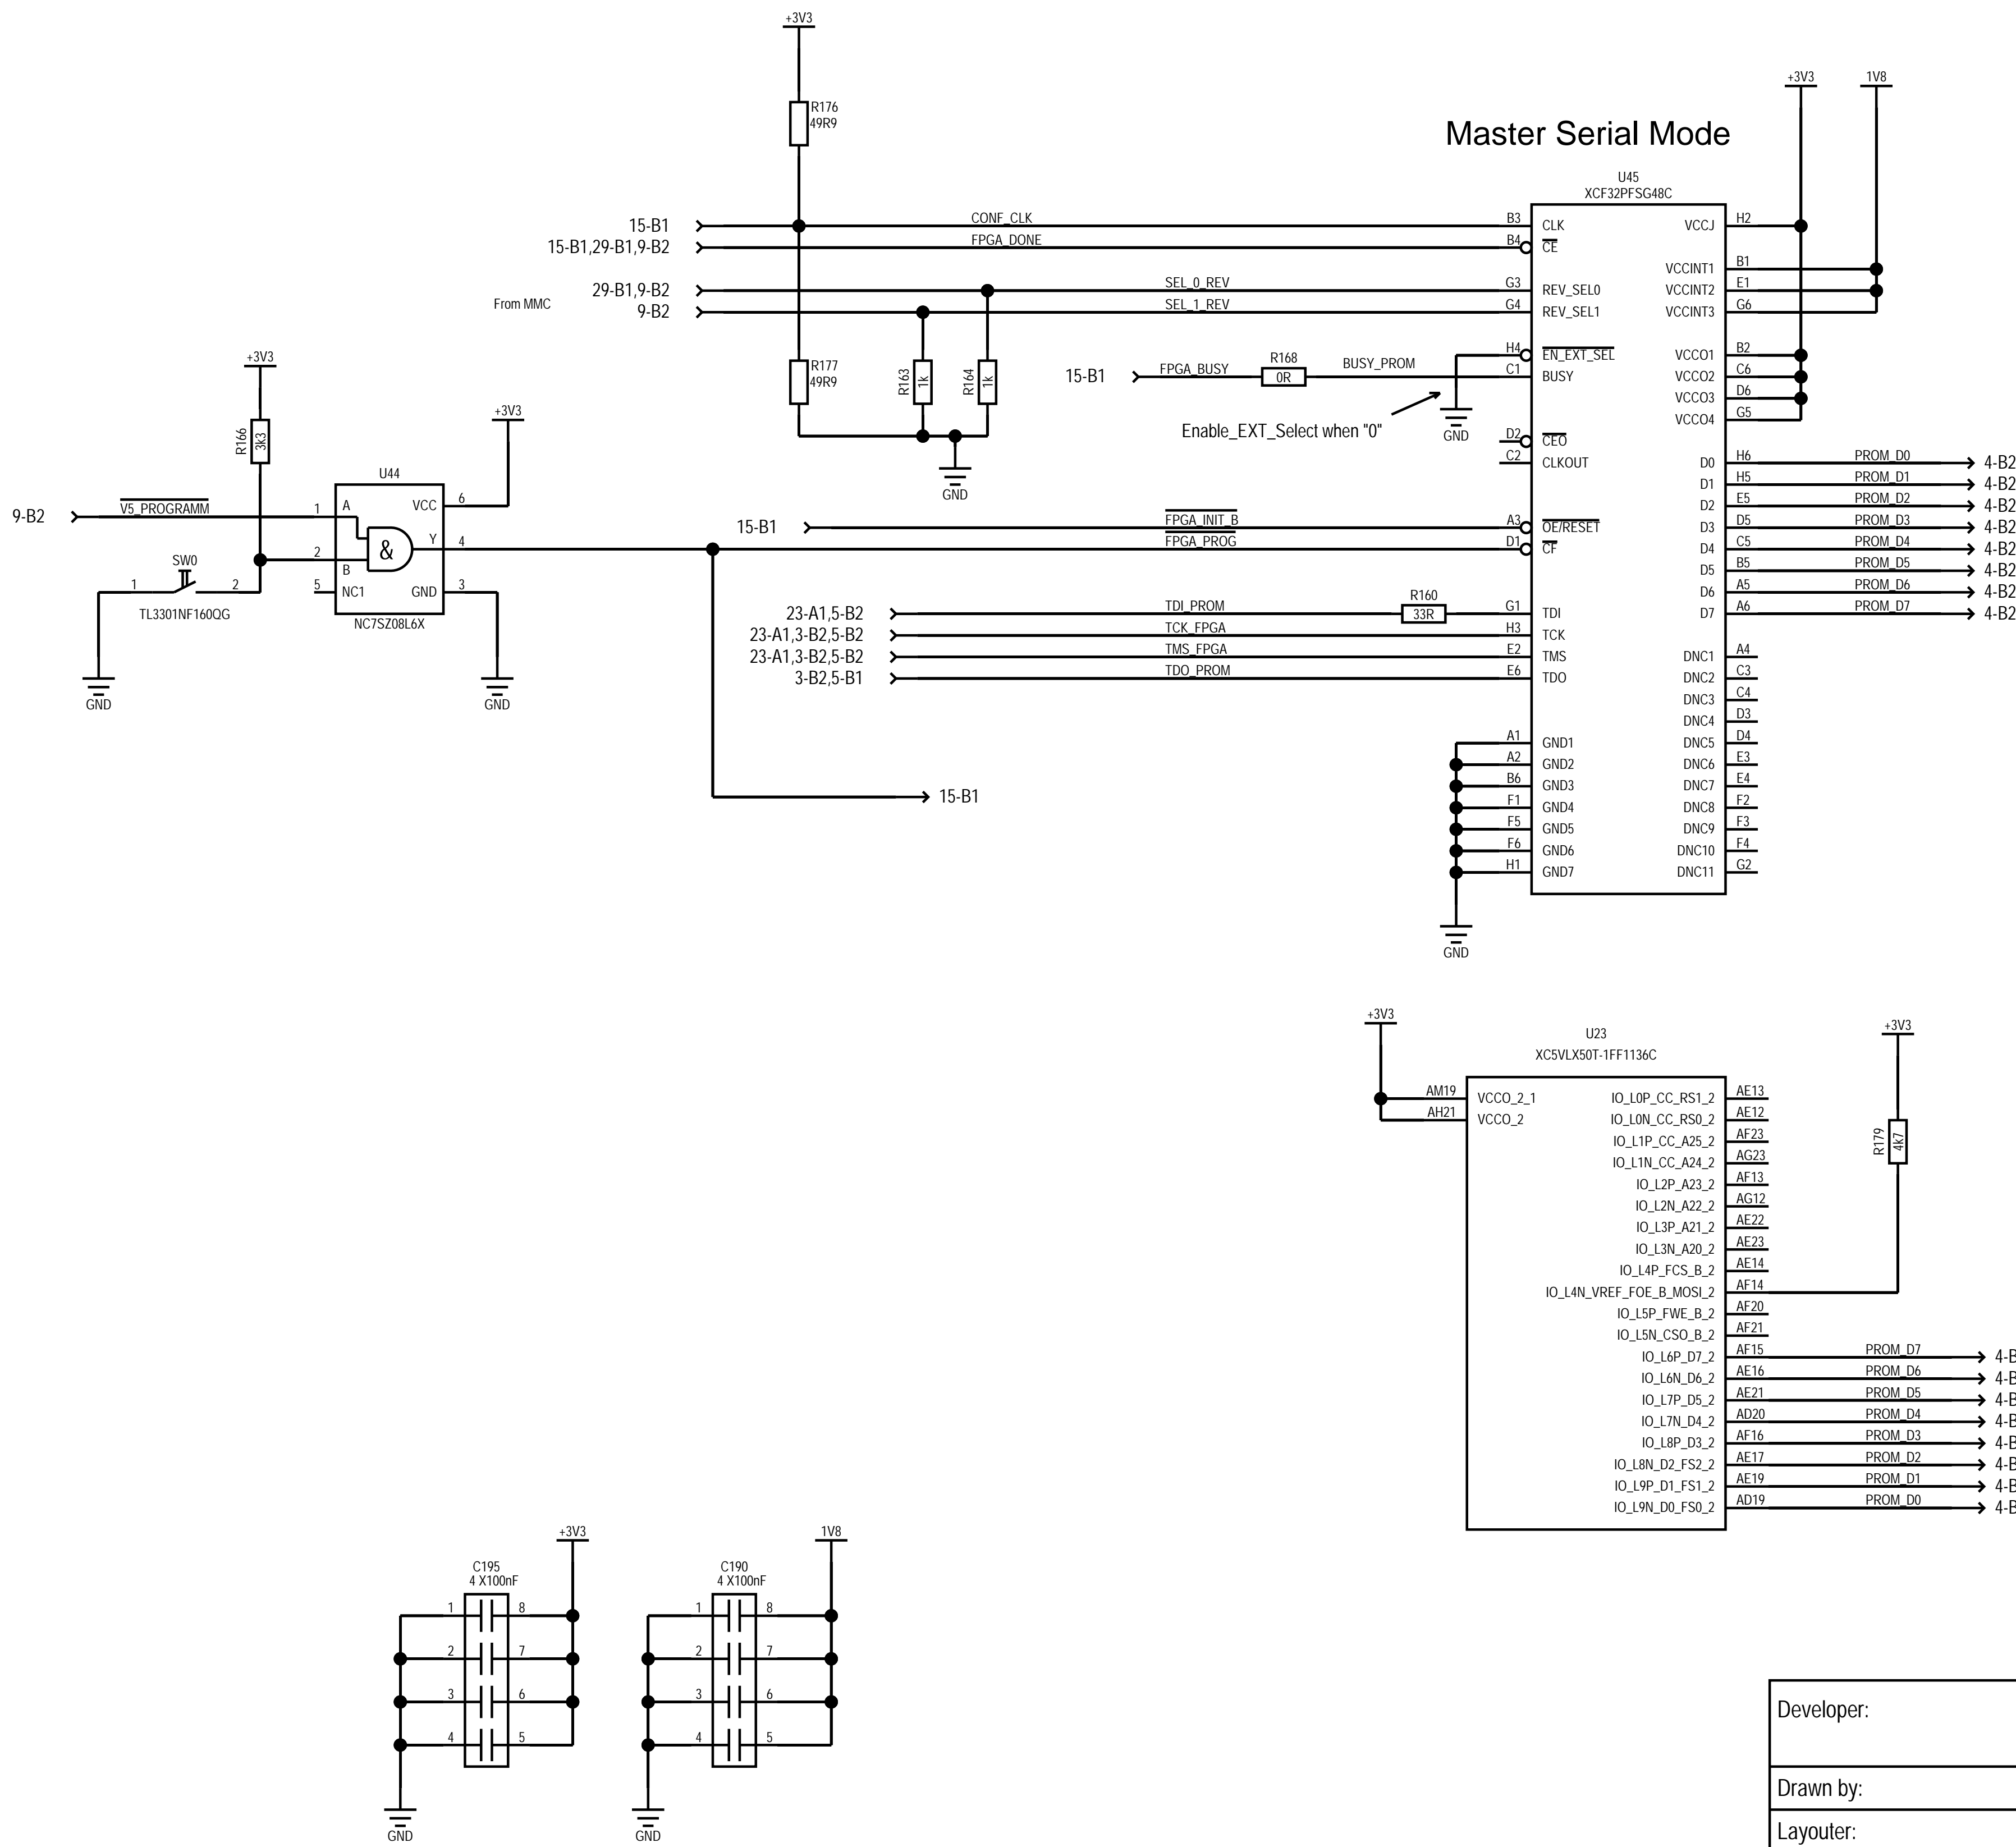 +3V3
R176
49R9
+3V3
1V8
Master Serial Mode
U45
XCF32PFSG48C
15-B1
CONF_CLK
B3
CLK
VCCJ
H2
15-B1,29-B1,9-B2
FPGA_DONE
B4
CE
VCCINT1
B1
29-B1,9-B2
SEL_0_REV
G3
REV_SEL0
VCCINT2
E1
From MMC
9-B2
SEL_1_REV
G4
REV_SEL1
VCCINT3
G6
R177
49R9
R163
1k
R164
1k
GND
H4
EN_EXT_SEL
VCCO1
B2
15-B1
FPGA_BUSY
R168
0R
BUSY_PROM
C1
BUSY
VCCO2
C6
VCCO3
D6
VCCO4
G5
Enable_EXT_Select when "0"
GND
D2
CEO
C2
CLKOUT
D0
H6
PROM_D0
4-B2
D1
H5
PROM_D1
4-B2
D2
E5
PROM_D2
4-B2
D3
D5
PROM_D3
4-B2
D4
C5
PROM_D4
4-B2
D5
B5
PROM_D5
4-B2
D6
A5
PROM_D6
4-B2
D7
A6
PROM_D7
4-B2
+3V3
R166
3k3
+3V3
U44
9-B2
V5_PROGRAMM
1
A
VCC
6
2
B
&
Y
4
5
NC1
GND
3
NC7SZ08L6X
SW0
1
2
TL3301NF160QG
GND
GND
15-B1
FPGA_INIT_B
A3
OE/RESET
FPGA_PROG
D1
CF
23-A1,5-B2
TDI_PROM
R160
33R
G1
TDI
23-A1,3-B2,5-B2
TCK_FPGA
H3
TCK
23-A1,3-B2,5-B2
TMS_FPGA
E2
TMS
3-B2,5-B1
TDO_PROM
E6
TDO
15-B1
DNC1
A4
DNC2
C3
DNC3
C4
DNC4
D3
A1
GND1
DNC5
D4
A2
GND2
DNC6
E3
B6
GND3
DNC7
E4
F1
GND4
DNC8
F2
F5
GND5
DNC9
F3
F6
GND6
DNC10
F4
H1
GND7
DNC11
G2
GND
+3V3
U23
XC5VLX50T-1FF1136C
+3V3
R179
4k7
AM19
VCCO_2_1
AH21
VCCO_2
IO_L0P_CC_RS1_2
AE13
IO_L0N_CC_RS0_2
AE12
IO_L1P_CC_A25_2
AF23
IO_L1N_CC_A24_2
AG23
IO_L2P_A23_2
AF13
IO_L2N_A22_2
AG12
IO_L3P_A21_2
AE22
IO_L3N_A20_2
AE23
IO_L4P_FCS_B_2
AE14
IO_L4N_VREF_FOE_B_MOSI_2
AF14
IO_L5P_FWE_B_2
AF20
IO_L5N_CSO_B_2
AF21
IO_L6P_D7_2
AF15
PROM_D7
4-B
IO_L6N_D6_2
AE16
PROM_D6
4-B
IO_L7P_D5_2
AE21
PROM_D5
4-B
IO_L7N_D4_2
AD20
PROM_D4
4-B
IO_L8P_D3_2
AF16
PROM_D3
4-B
IO_L8N_D2_FS2_2
AE17
PROM_D2
4-B
IO_L9P_D1_FS1_2
AE19
PROM_D1
4-B
IO_L9N_D0_FS0_2
AD19
PROM_D0
4-B
+3V3
C195
4 X100nF
1
8
2
7
3
6
4
5
GND
1V8
C190
4 X100nF
1
8
2
7
3
6
4
5
GND
Developer:
Drawn by:
Layouter: